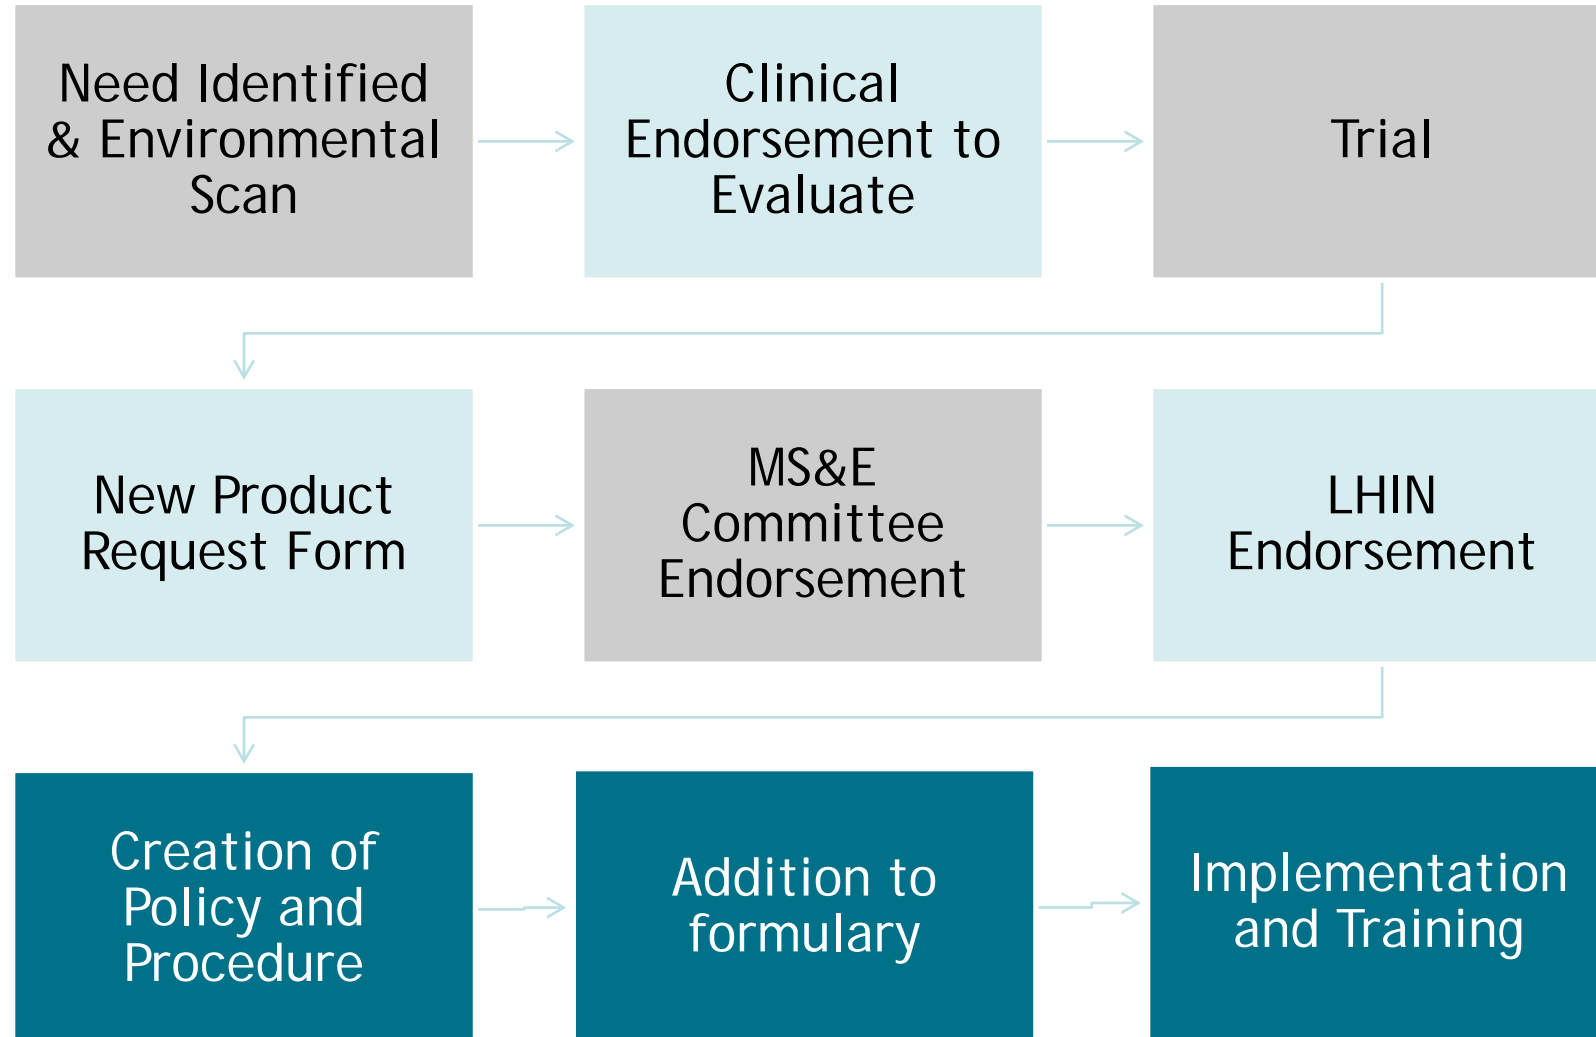 Need Identified
& Environmental
Scan
Clinical
Endorsement to
Evaluate
Trial
New Product
Request Form
MS&E
Committee
Endorsement
LHIN
Endorsement
Creation of
Policy and
Procedure
Addition to
formulary
Implementation
and Training